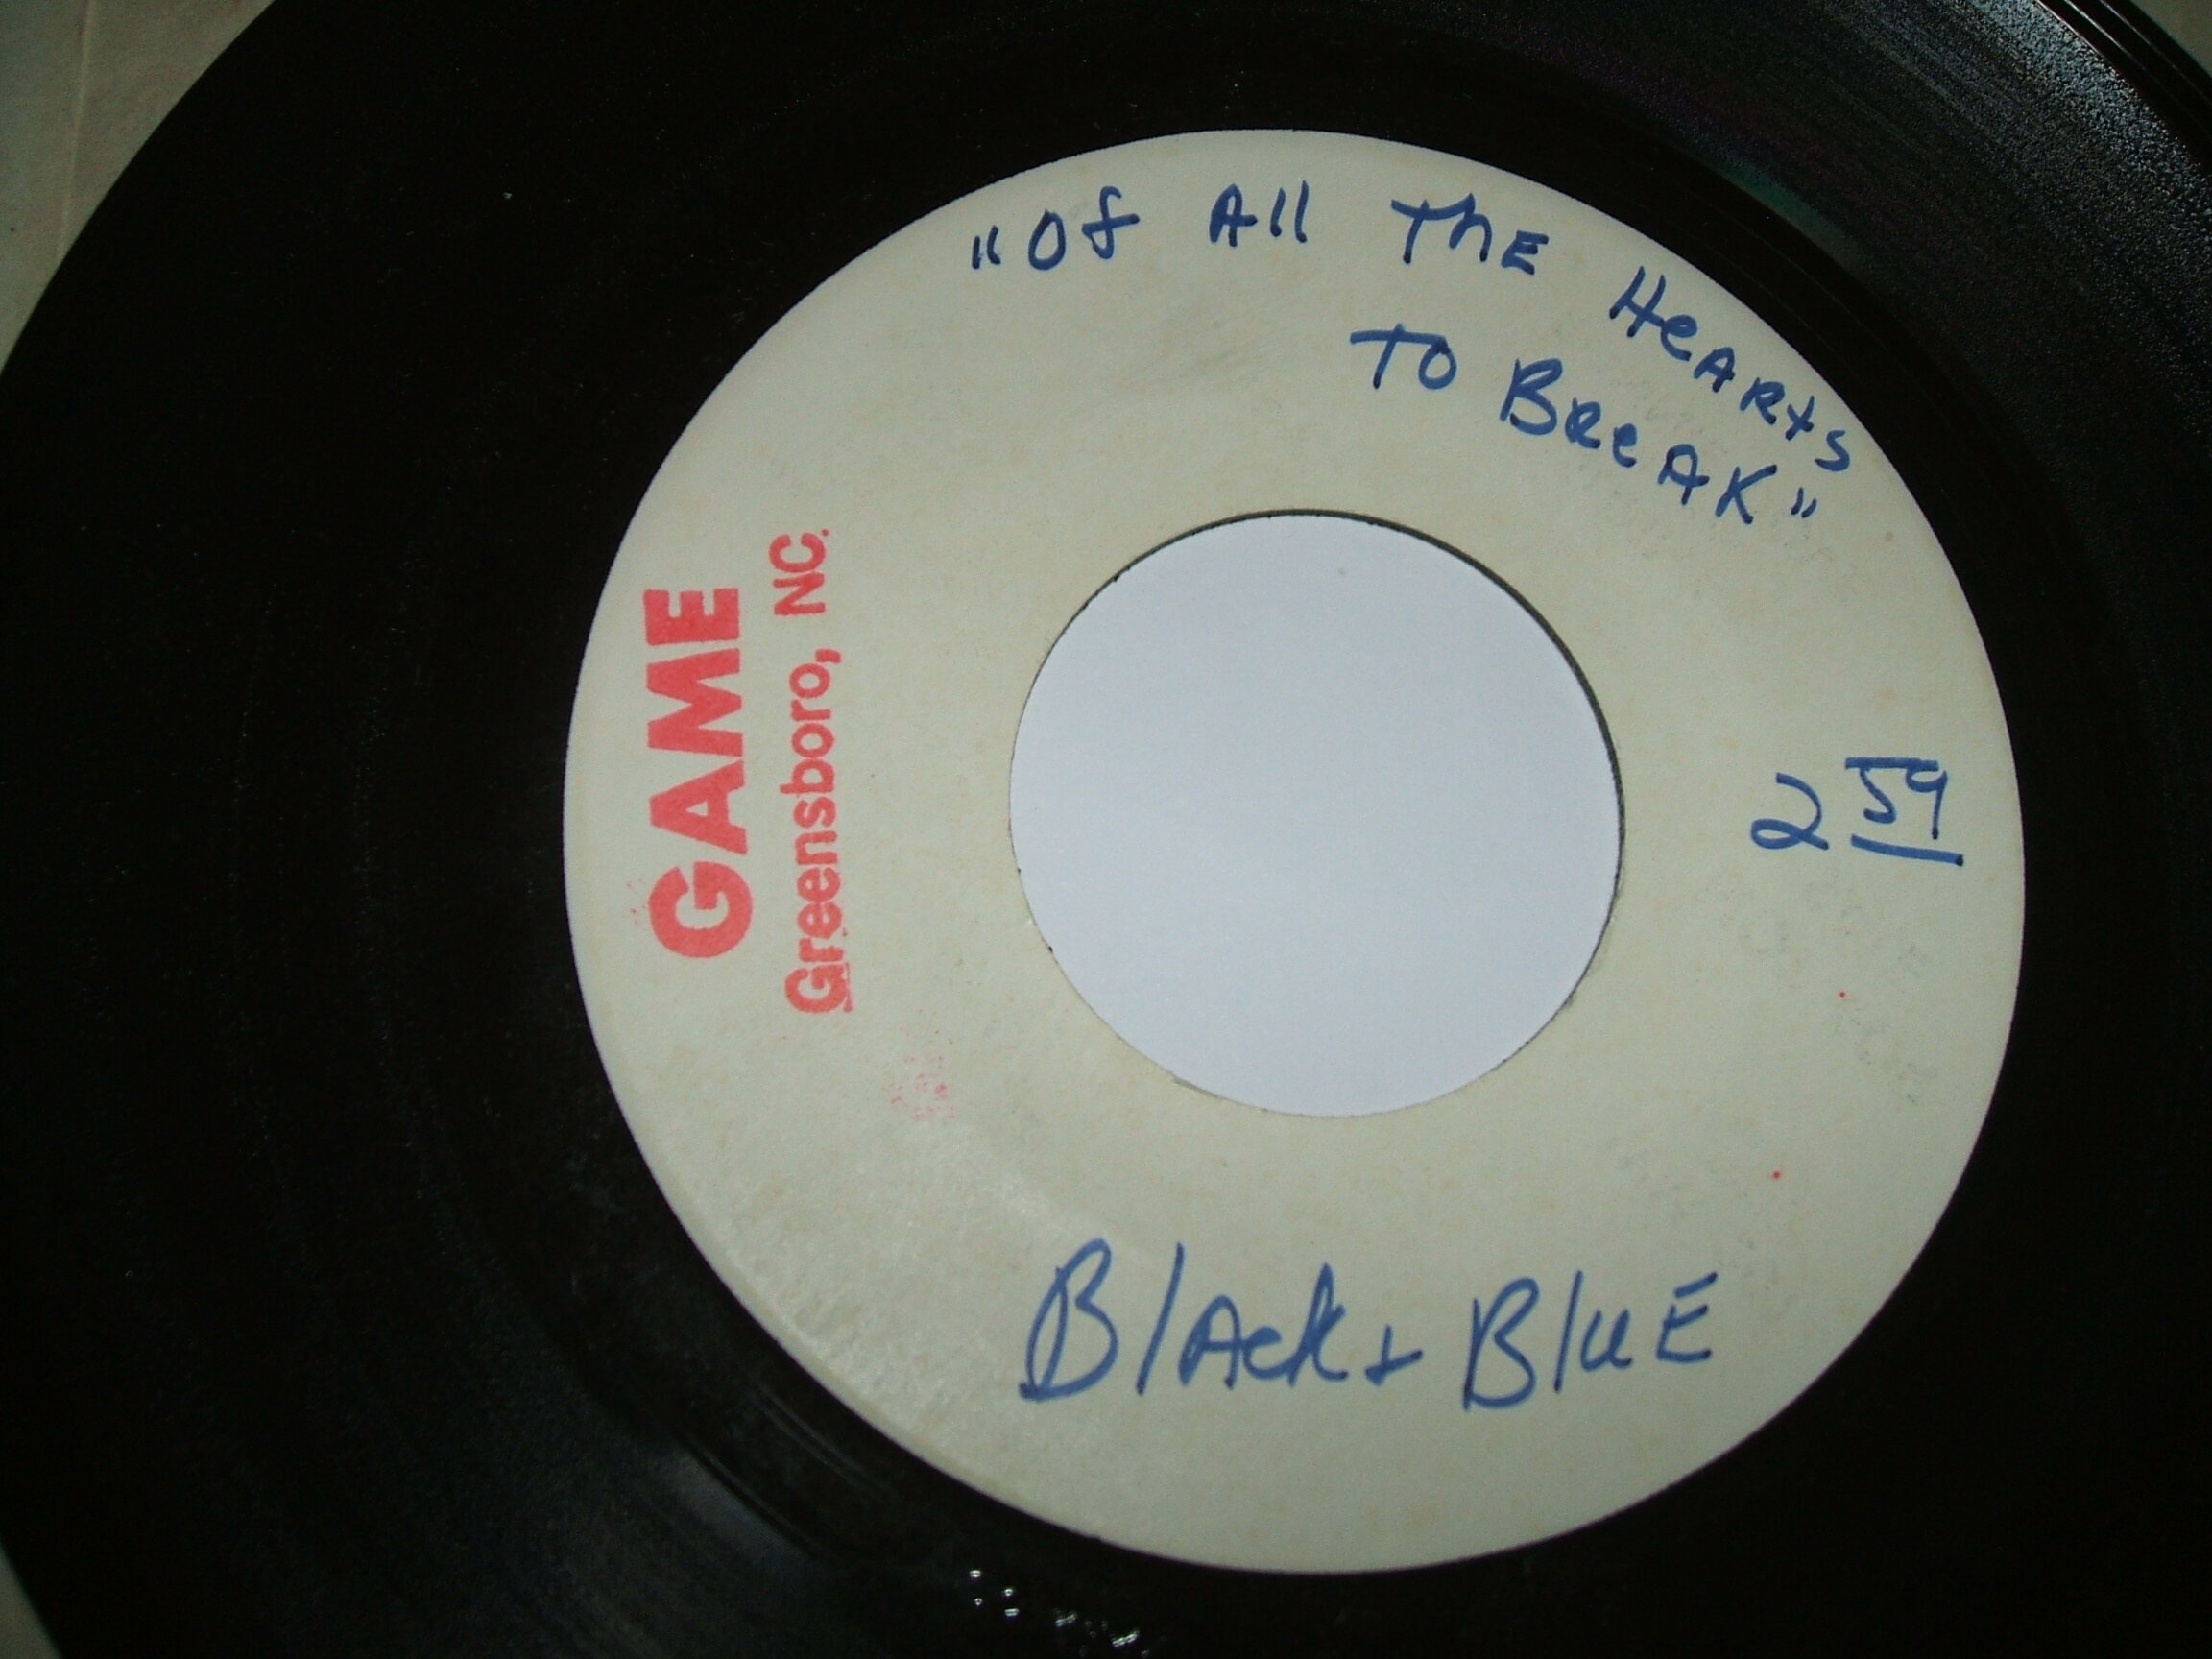 "Of All The Hearts
To Break"
GAME
Greensboro, NC.
2 59
Black + Blue